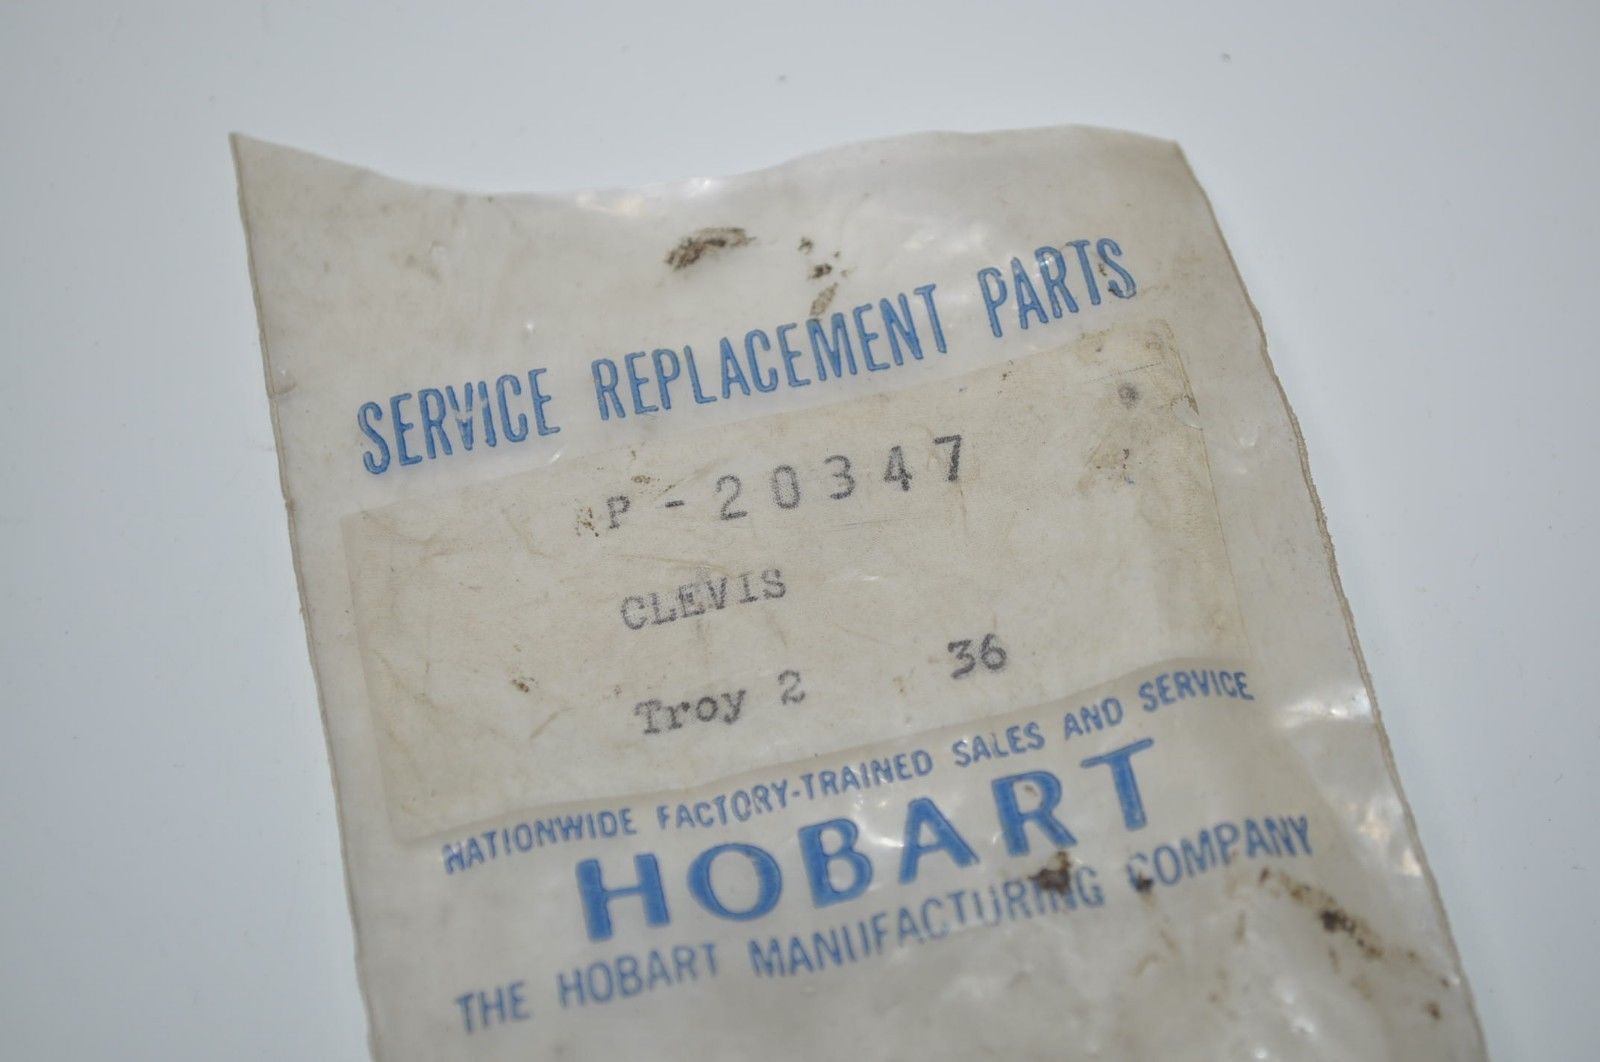 SERVICE REPLACEMENT PARTS
P-20347
CLEVIS
Troy 2 36
NATIONWIDE FACTORY-TRAINED SALES AND SERVICE
HOBART
THE HOBART MANUFACTURING COMPANY